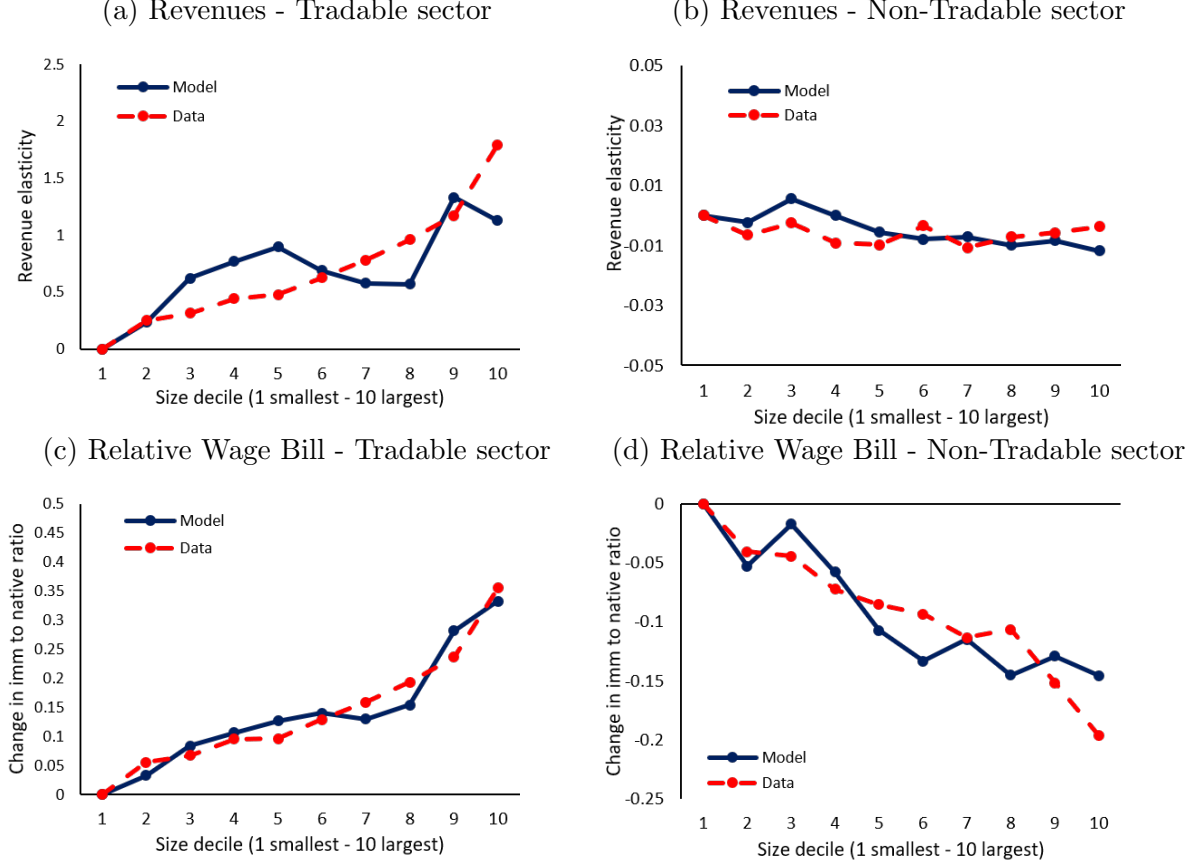 (a) Revenues - Tradable sector
2.5
2
1.5
1
0.5
0
Revenue elasticity
Model
Data
1 2 3 4 5 6 7 8 9 10
Size decile (1 smallest - 10 largest)
(b) Revenues - Non-Tradable sector
0.05
0.03
0.01
-0.01
-0.03
-0.05
Revenue elasticity
Model
Data
1 2 3 4 5 6 7 8 9 10
Size decile (1 smallest - 10 largest)
(c) Relative Wage Bill - Tradable sector
0.5
0.45
0.4
0.35
0.3
0.25
0.2
0.15
0.1
0.05
0
Change in imm to native ratio
Model
Data
1 2 3 4 5 6 7 8 9 10
Size decile (1 smallest - 10 largest)
(d) Relative Wage Bill - Non-Tradable sector
0
-0.05
-0.1
-0.15
-0.2
-0.25
Change in imm to native ratio
Model
Data
1 2 3 4 5 6 7 8 9 10
Size decile (1 smallest - 10 largest)